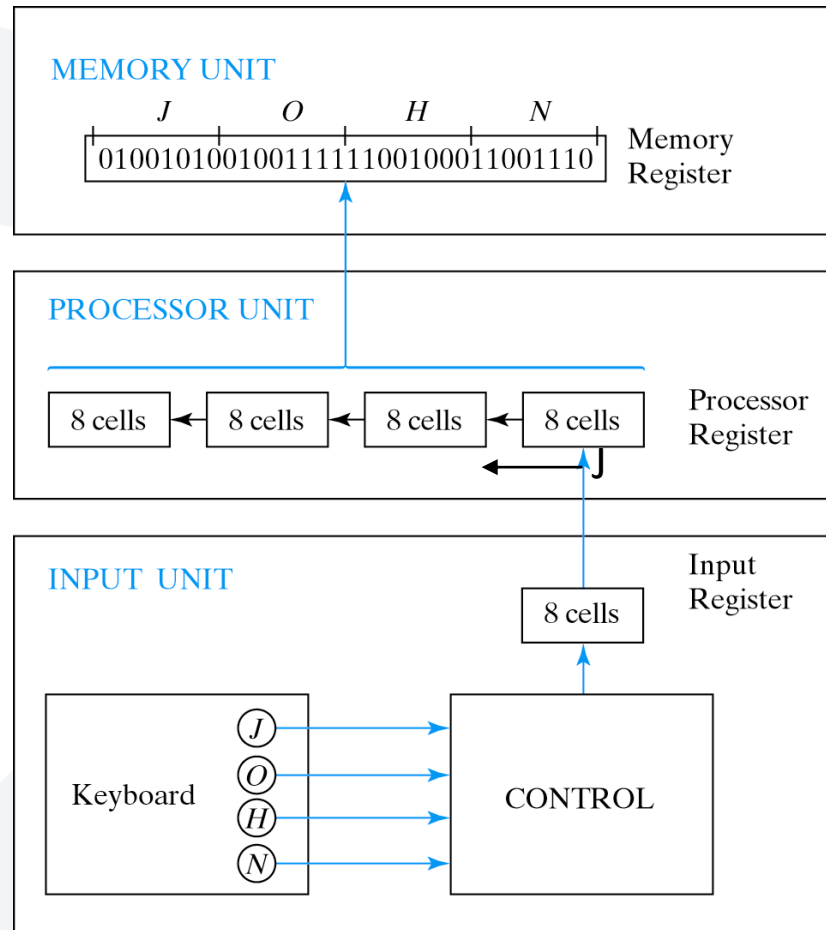 MEMORY UNIT
J O H N
01001010010011111100100011001110
Memory
Register
PROCESSOR UNIT
8 cells 8 cells 8 cells 8 cells
Processor
Register
J
INPUT UNIT
Input
Register
8 cells
J
O
Keyboard
CONTROL
H
N